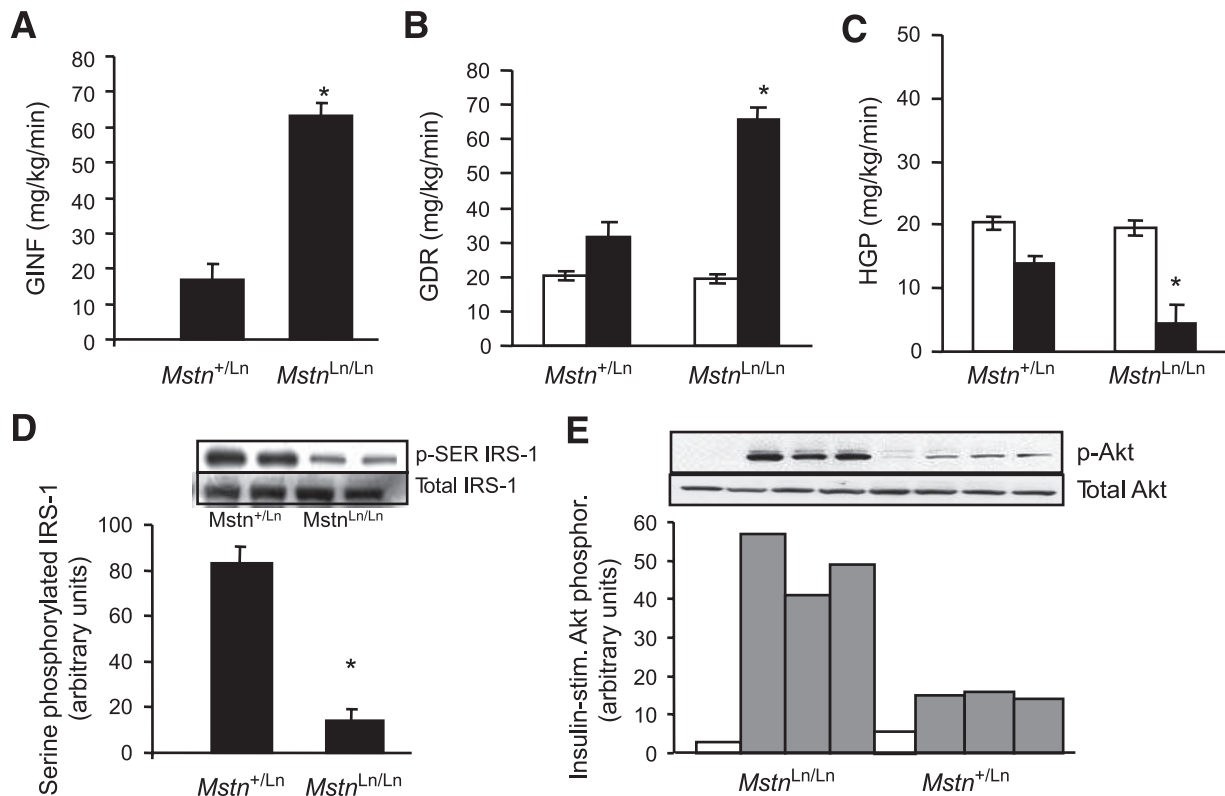 A
GINF (mg/kg/min)
80
70
60
50
40
30
20
10
0
*
Mstn+/Ln
MstnLn/Ln
B
GDR (mg/kg/min)
80
70
60
50
40
30
20
10
0
*
Mstn+/Ln
MstnLn/Ln
C
HGP (mg/kg/min)
50
40
30
20
10
0
*
Mstn+/Ln
MstnLn/Ln
D
p-SER IRS-1
Total IRS-1
Mstn+/Ln MstnLn/Ln
Serine phosphorylated IRS-1
(arbitrary units)
100
80
60
40
20
0
*
Mstn+/Ln
MstnLn/Ln
E
p-Akt
Total Akt
Insulin-stim. Akt phosphor.
(arbitrary units)
60
50
40
30
20
10
0
MstnLn/Ln
Mstn+/Ln